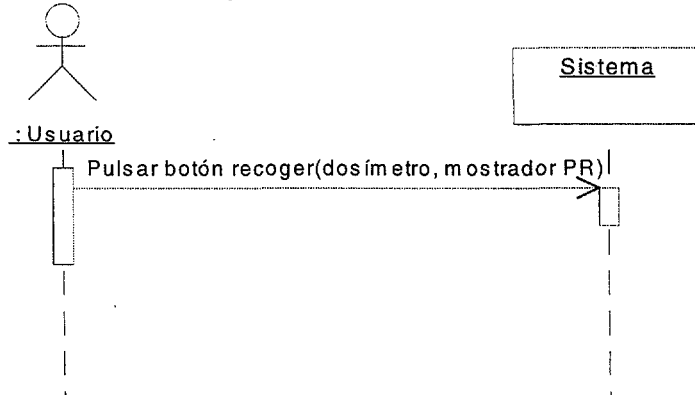 Sistema
: Usuario
Pulsar botón recoger(dosímetro, mostrador PR)